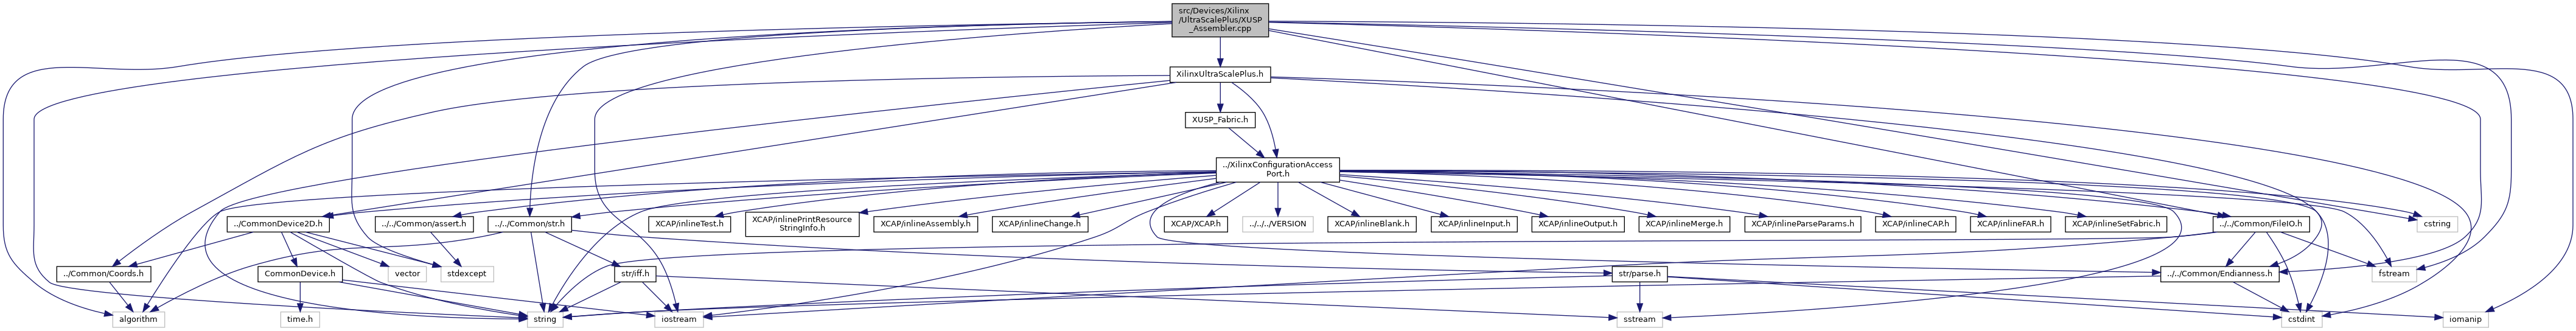 src/Devices/Xilinx
/UltraScalePlus/XUSP
_Assembler.cpp
XilinxUltraScalePlus.h
XUSP_Fabric.h
../XilinxConfigurationAccess
Port.h
../CommonDevice2D.h
../../Common/assert.h
../../Common/str.h
XCAP/inlineTest.h
XCAP/inlinePrintResource
StringInfo.h
XCAP/inlineAssembly.h
XCAP/inlineChange.h
XCAP/XCAP.h
../../../VERSION
XCAP/inlineBlank.h
XCAP/inlineInput.h
XCAP/inlineOutput.h
XCAP/inlineMerge.h
XCAP/inlineParseParams.h
XCAP/inlineCAP.h
XCAP/inlineFAR.h
XCAP/inlineSetFabric.h
../../Common/FileIO.h
cstring
../Common/Coords.h
CommonDevice.h
vector
stdexcept
str/iff.h
str/parse.h
../../Common/Endianness.h
fstream
algorithm
time.h
string
iostream
sstream
cstdint
iomanip